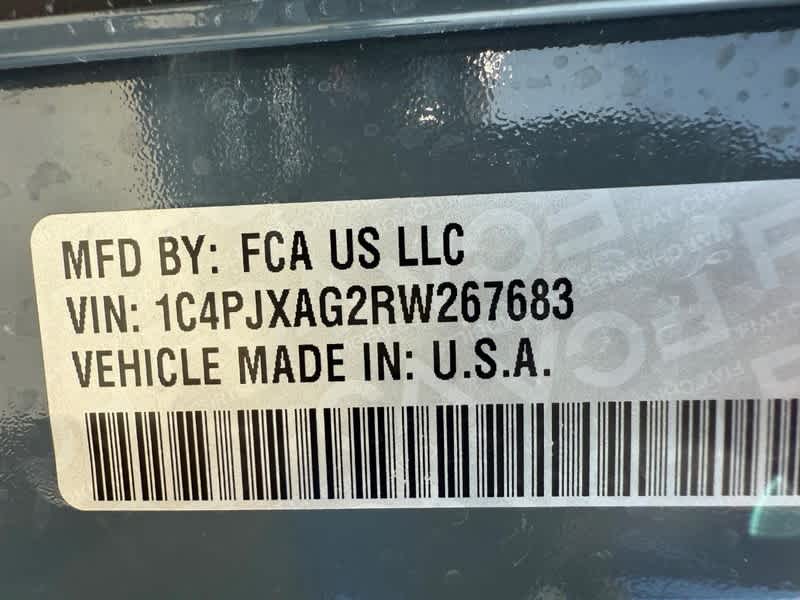 MFD BY: FCA US LLC
VIN: 1C4PJXAG2RW267683
VEHICLE MADE IN: U.S.A.